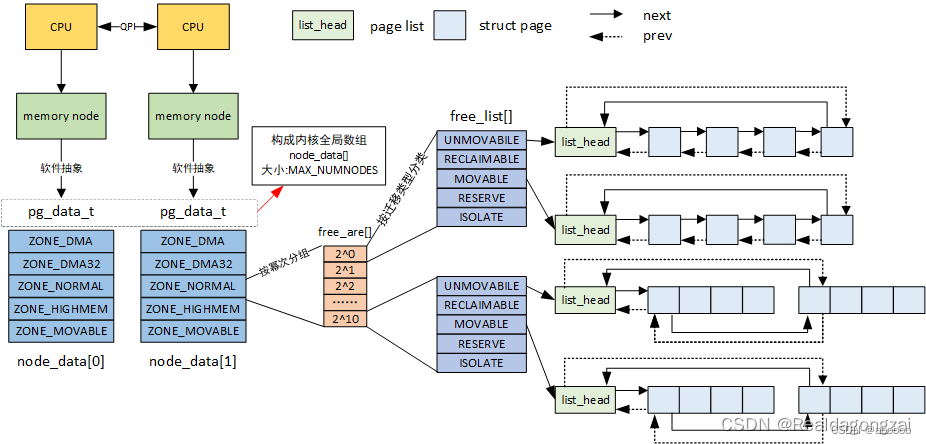 CPU
QPI
CPU
list_head
page list
struct page
next
prev
memory node
memory node
软件抽象
软件抽象
构成内核全局数组
node_data[]
大小:MAX_NUMNODES
pg_data_t
pg_data_t
ZONE_DMA
ZONE_DMA32
ZONE_NORMAL
ZONE_HIGHMEM
ZONE_MOVABLE
node_data[0]
ZONE_DMA
ZONE_DMA32
ZONE_NORMAL
ZONE_HIGHMEM
ZONE_MOVABLE
node_data[1]
按幂次分组
free_are[]
2^0
2^1
2^2
······
2^10
按迁移类型分类
free_list[]
UNMOVABILE
RECLAIMABLE
MOVABLE
RESERVE
ISOLATE
UNMOVABILE
RECLAIMABLE
MOVABLE
RESERVE
ISOLATE
list_head
list_head
list_head
list_head
CSDN @Realdagongzai